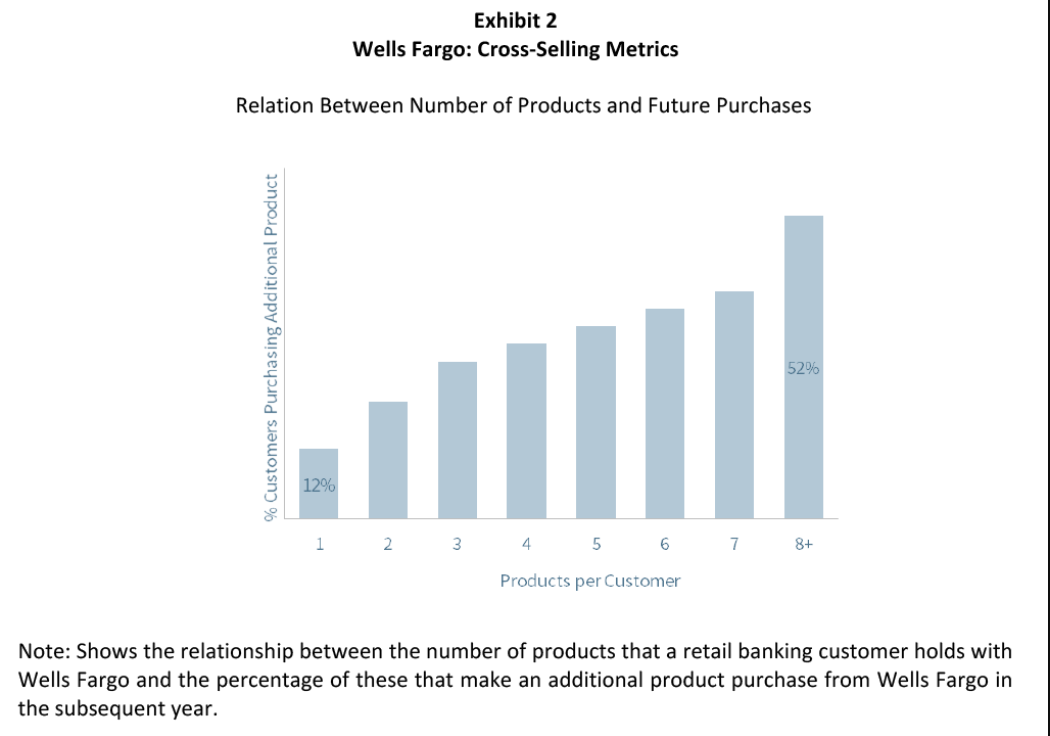 Exhibit 2
Wells Fargo: Cross-Selling Metrics
Relation Between Number of Products and Future Purchases
% Customers Purchasing Additional Product
12%
52%
1 2 3 4 5 6 7 8+
Products per Customer
Note: Shows the relationship between the number of products that a retail banking customer holds with
Wells Fargo and the percentage of these that make an additional product purchase from Wells Fargo in
the subsequent year.